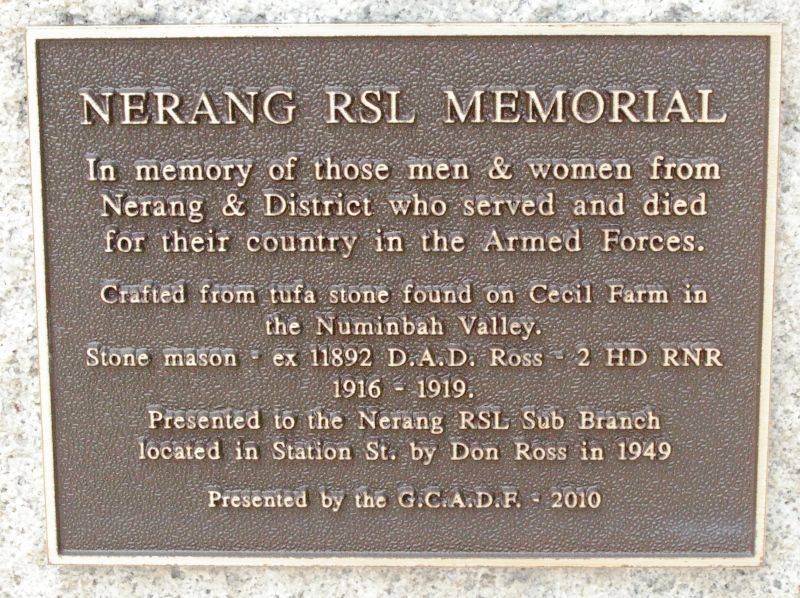 NERANG RSL MEMORIAL
In memory of those men & women from
Nerang & District who served and died
for their country in the Armed Forces.
Crafted from tufa stone found on Cecil Farm in
the Numinbah Valley.
Stone mason - ex 11892 D.A.D. Ross - 2 HD RNR
1916 - 1919.
Presented to the Nerang RSL Sub Branch
located in Station St. by Don Ross in 1949
Presented by the G.C.A.D.F. - 2010